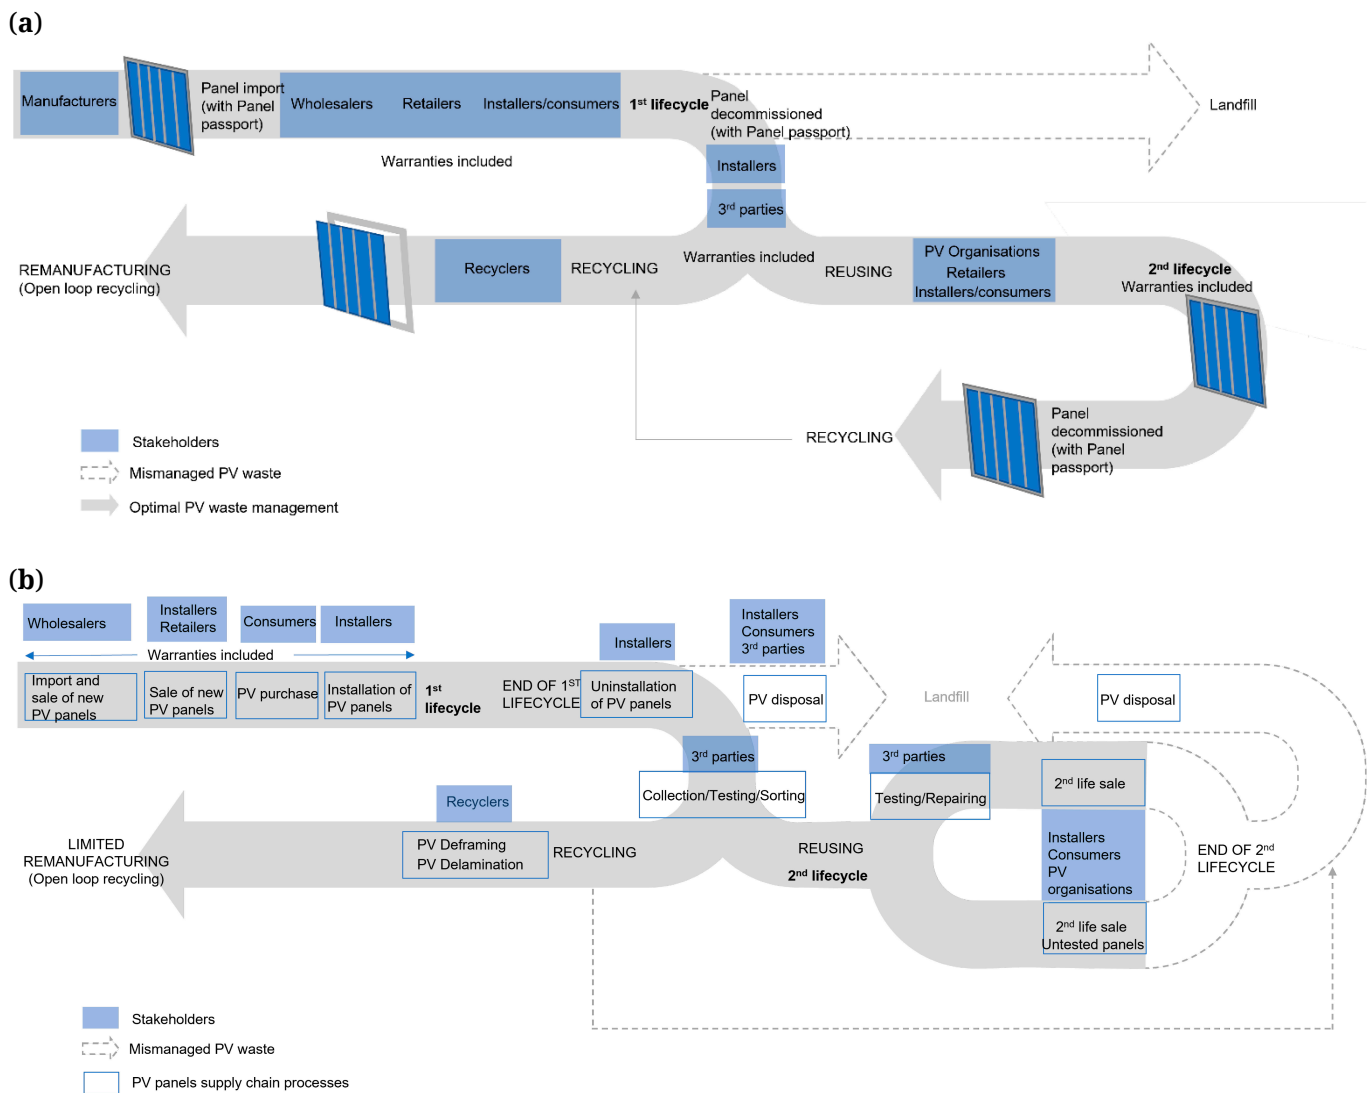 (a)
Manufacturers
Panel import
(with Panel
passport)
Wholesalers
Retailers
Installers/consumers
1st lifecycle
Panel
decommissioned
(with Panel passport)
Landfill
Warranties included
Installers
3rd parties
REMANUFACTURING
(Open loop recycling)
Recyclers
RECYCLING
Warranties included
REUSING
PV Organisations
Retailers
Installers/consumers
2nd lifecycle
Warranties included
Panel
decommissioned
(with Panel
passport)
RECYCLING
Stakeholders
Mismanaged PV waste
Optimal PV waste management
(b)
Wholesalers
Installers
Retailers
Consumers
Installers
Warranties included
Import and
sale of new
PV panels
Sale of new
PV panels
PV purchase
Installation of
PV panels
1st
lifecycle
END OF 1ST
LIFECYCLE
Installers
Uninstallation
of PV panels
Installers
Consumers
3rd parties
PV disposal
Landfill
PV disposal
3rd parties
Collection/Testing/Sorting
3rd parties
Testing/Repairing
2nd life sale
Recyclers
LIMITED
REMANUFACTURING
(Open loop recycling)
PV Deframing
PV Delamination
RECYCLING
REUSING
2nd lifecycle
Installers
Consumers
PV
organisations
END OF 2nd
LIFECYCLE
2nd life sale
Untested panels
Stakeholders
Mismanaged PV waste
PV panels supply chain processes